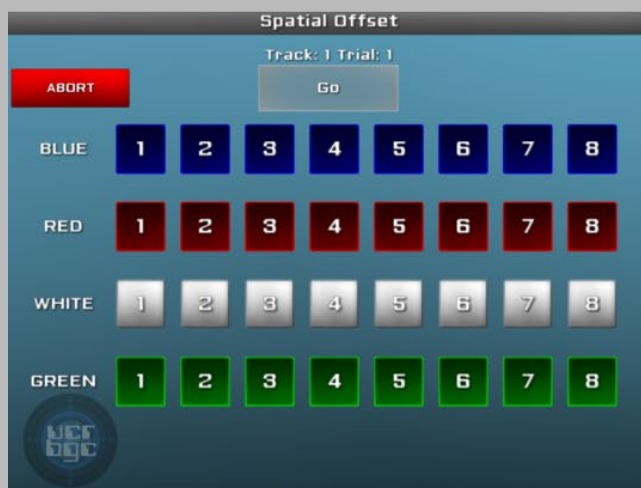 Spatial Offset
Track: 1 Trial: 1
ABORT
Go
BLUE 1 2 3 4 5 6 7 8
RED 1 2 3 4 5 6 7 8
WHITE 1 2 3 4 5 6 7 8
GREEN 1 2 3 4 5 6 7 8